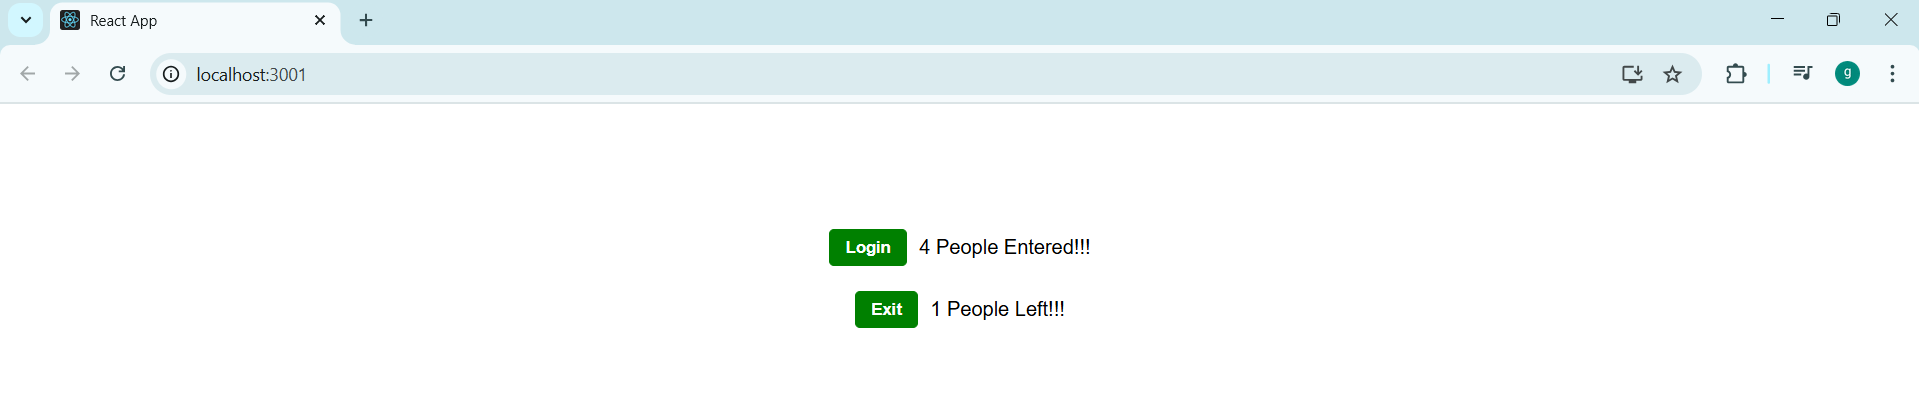 React App
localhost:3001
g
Login 4 People Entered!!!
Exit 1 People Left!!!